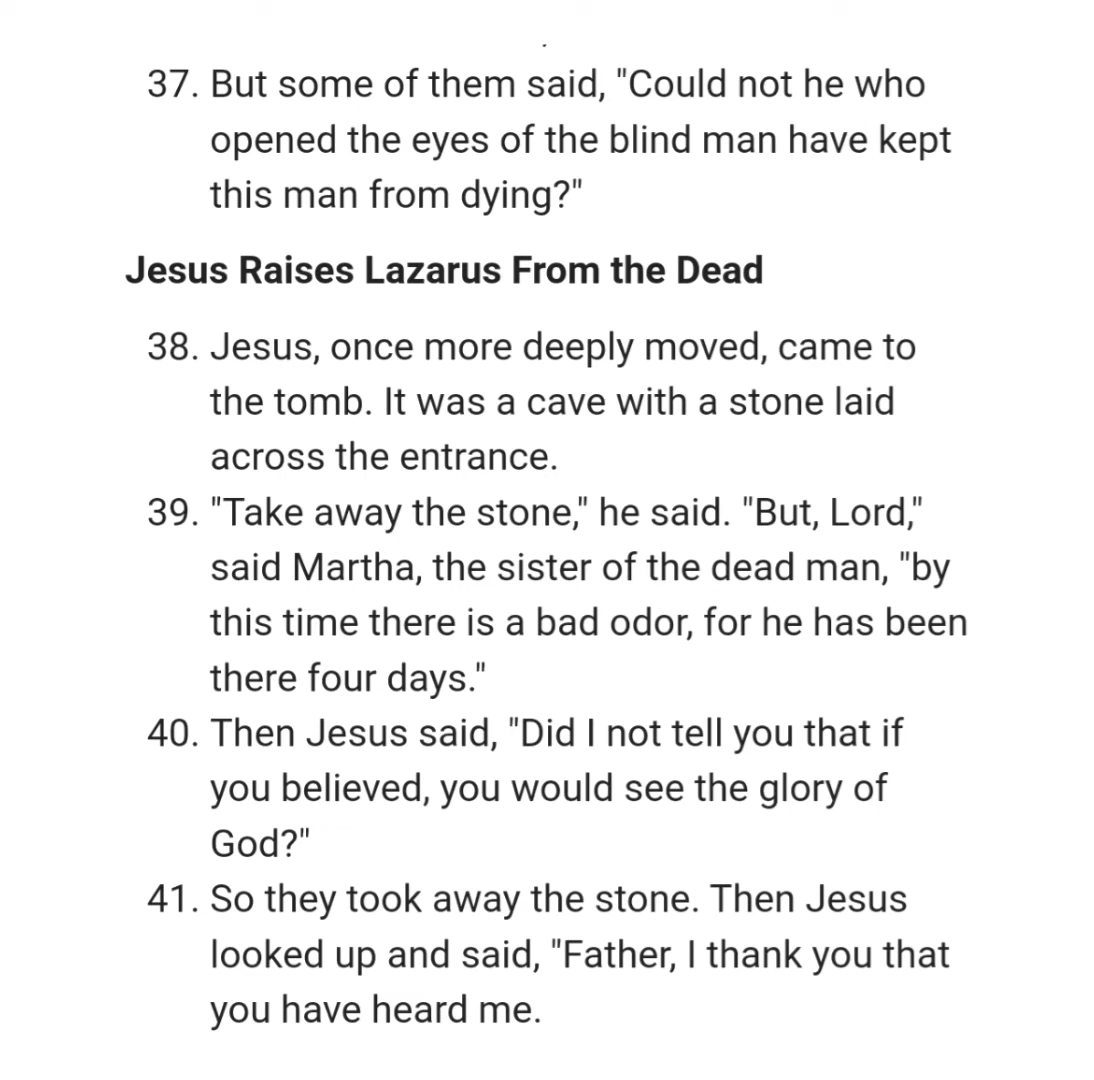 37. But some of them said, "Could not he who
opened the eyes of the blind man have kept
this man from dying?"
Jesus Raises Lazarus From the Dead
38. Jesus, once more deeply moved, came to
the tomb. It was a cave with a stone laid
across the entrance.
39. "Take away the stone," he said. "But, Lord,"
said Martha, the sister of the dead man, "by
this time there is a bad odor, for he has been
there four days."
40. Then Jesus said, "Did I not tell you that if
you believed, you would see the glory of
God?"
41. So they took away the stone. Then Jesus
looked up and said, "Father, I thank you that
you have heard me.